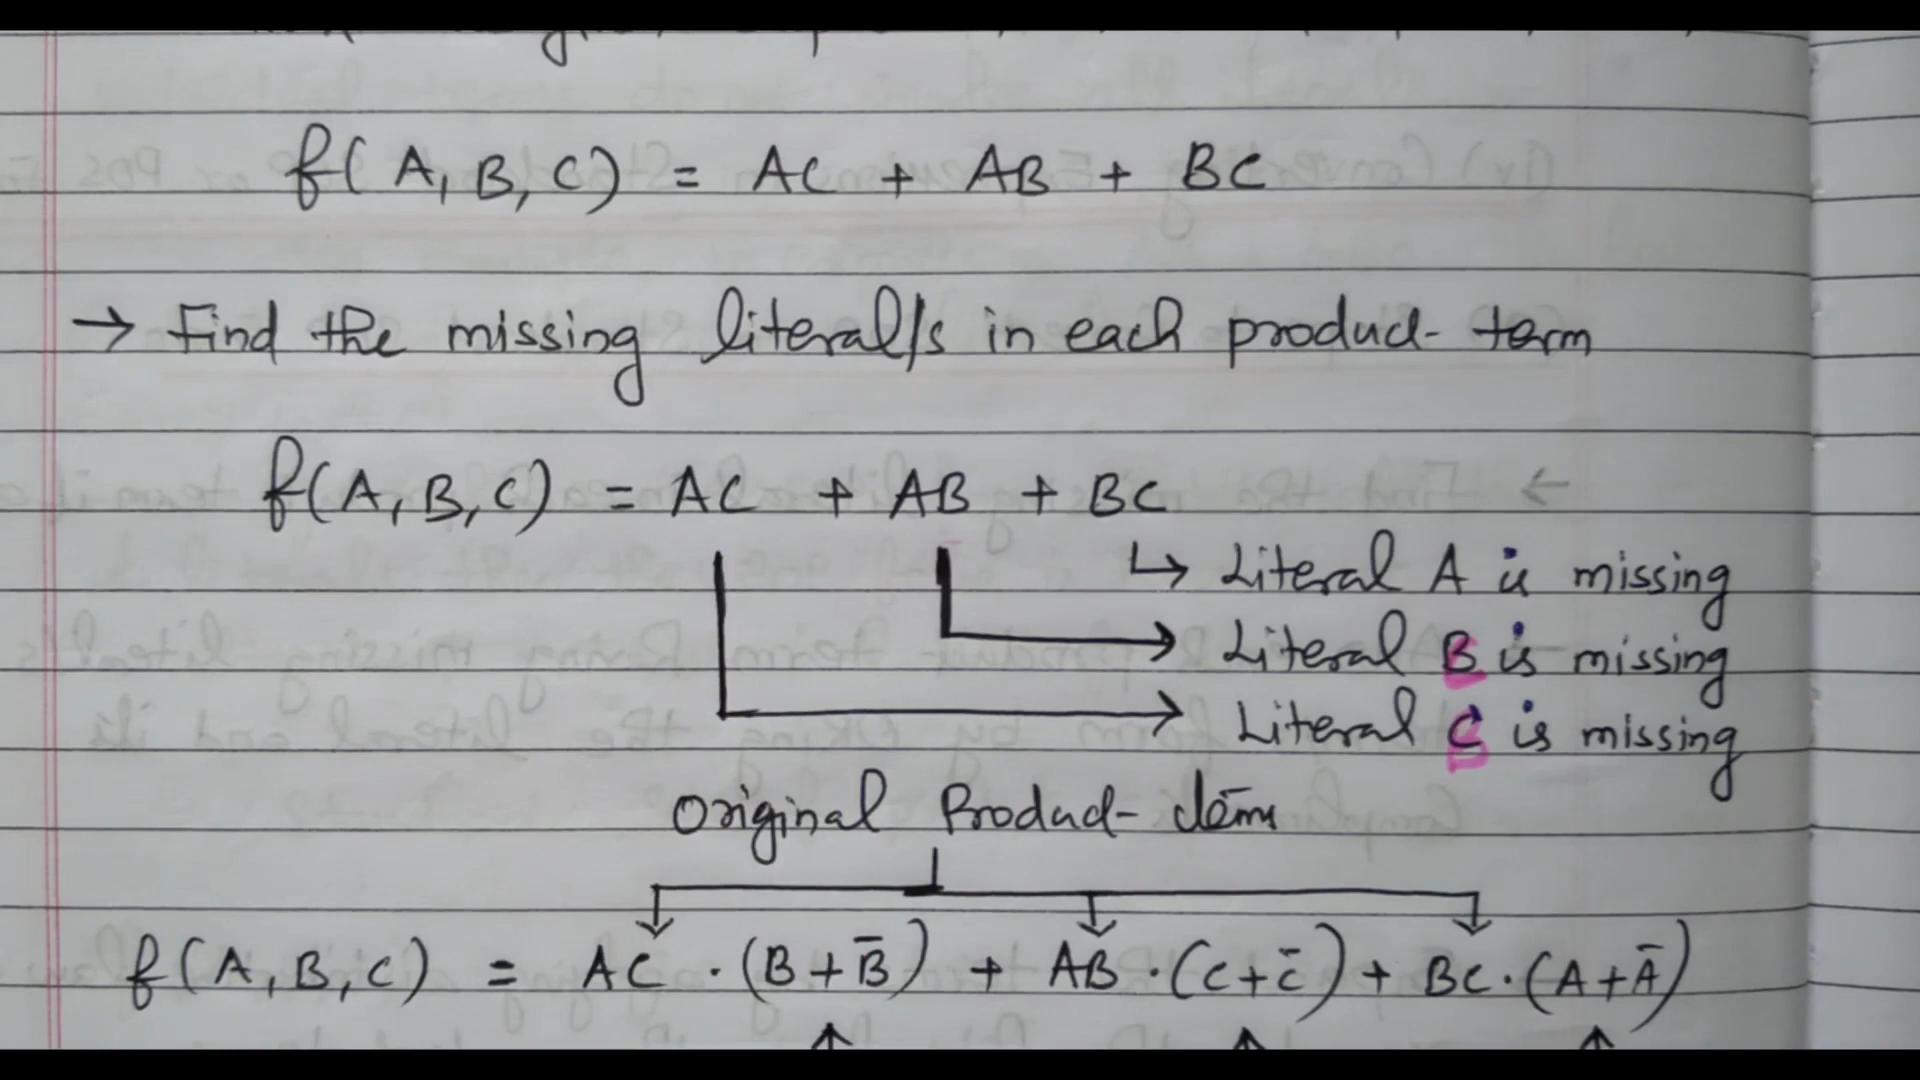 f(A, B, C) = AC + AB + BC
→ Find the missing literal/s in each product term
f(A, B, C) = AC + AB + BC
↳ Literal A is missing
→ Literal B is missing
→ Literal C is missing
Original Product term
f(A, B, C) = AC · (B + B̄) + AB · (C + C̄) + BC · (A + Ā)